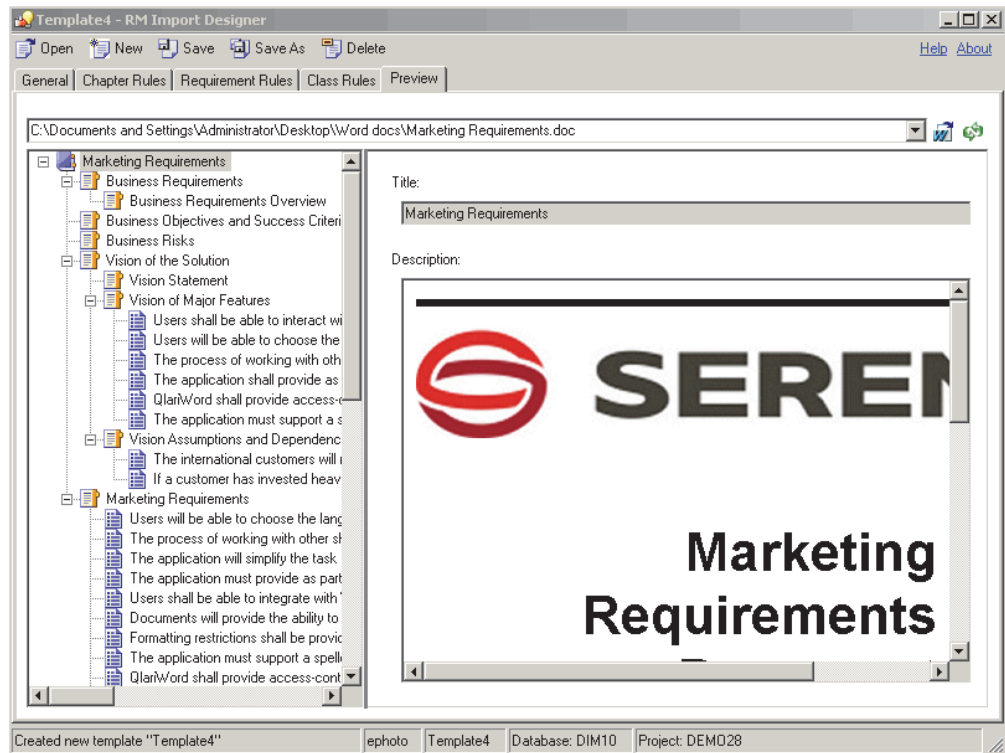 Template4 - RM Import Designer
Open New Save Save As Delete Help About
General Chapter Rules Requirement Rules Class Rules Preview
C:\Documents and Settings\Administrator\Desktop\Word docs\Marketing Requirements.doc
Marketing Requirements
Business Requirements
Business Requirements Overview
Business Objectives and Success Criteri
Business Risks
Vision of the Solution
Vision Statement
Vision of Major Features
Users shall be able to interact wi
Users will be able to choose the
The process of working with oth
The application shall provide as
QlariWord shall provide access-c
The application must support a s
Vision Assumptions and Dependenc
The international customers will
If a customer has invested heav
Marketing Requirements
Users will be able to choose the lang
The process of working with other sh
The application will simplify the task
The application must provide as part
Users shall be able to integrate with
Documents will provide the ability to
Formatting restrictions shall be provic
The application must support a spelle
QlariWord shall provide access-cont
Title:
Marketing Requirements
Description:
SEREN
Marketing
Requirements
Created new template "Template4" ephoto Template4 Database: DIM10 Project: DEMO28